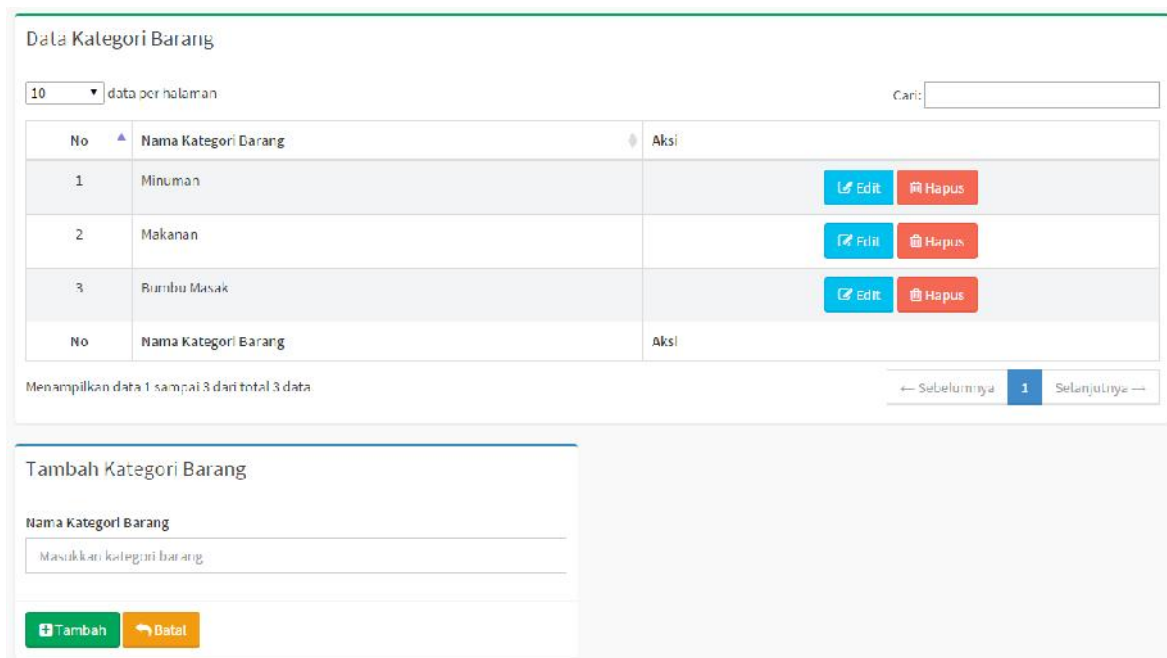 Data Kategori Barang
10 data per halaman Cari:
No Nama Kategori Barang Aksi
1 Minuman Edit Hapus
2 Makanan Edit Hapus
3 Bumbu Masak Edit Hapus
No Nama Kategori Barang Aksi
Menampilkan data 1 sampai 3 dari total 3 data ← Sebelumnya 1 Selanjutnya →
Tambah Kategori Barang
Nama Kategori Barang
Masukkan kategori barang
Tambah Batal